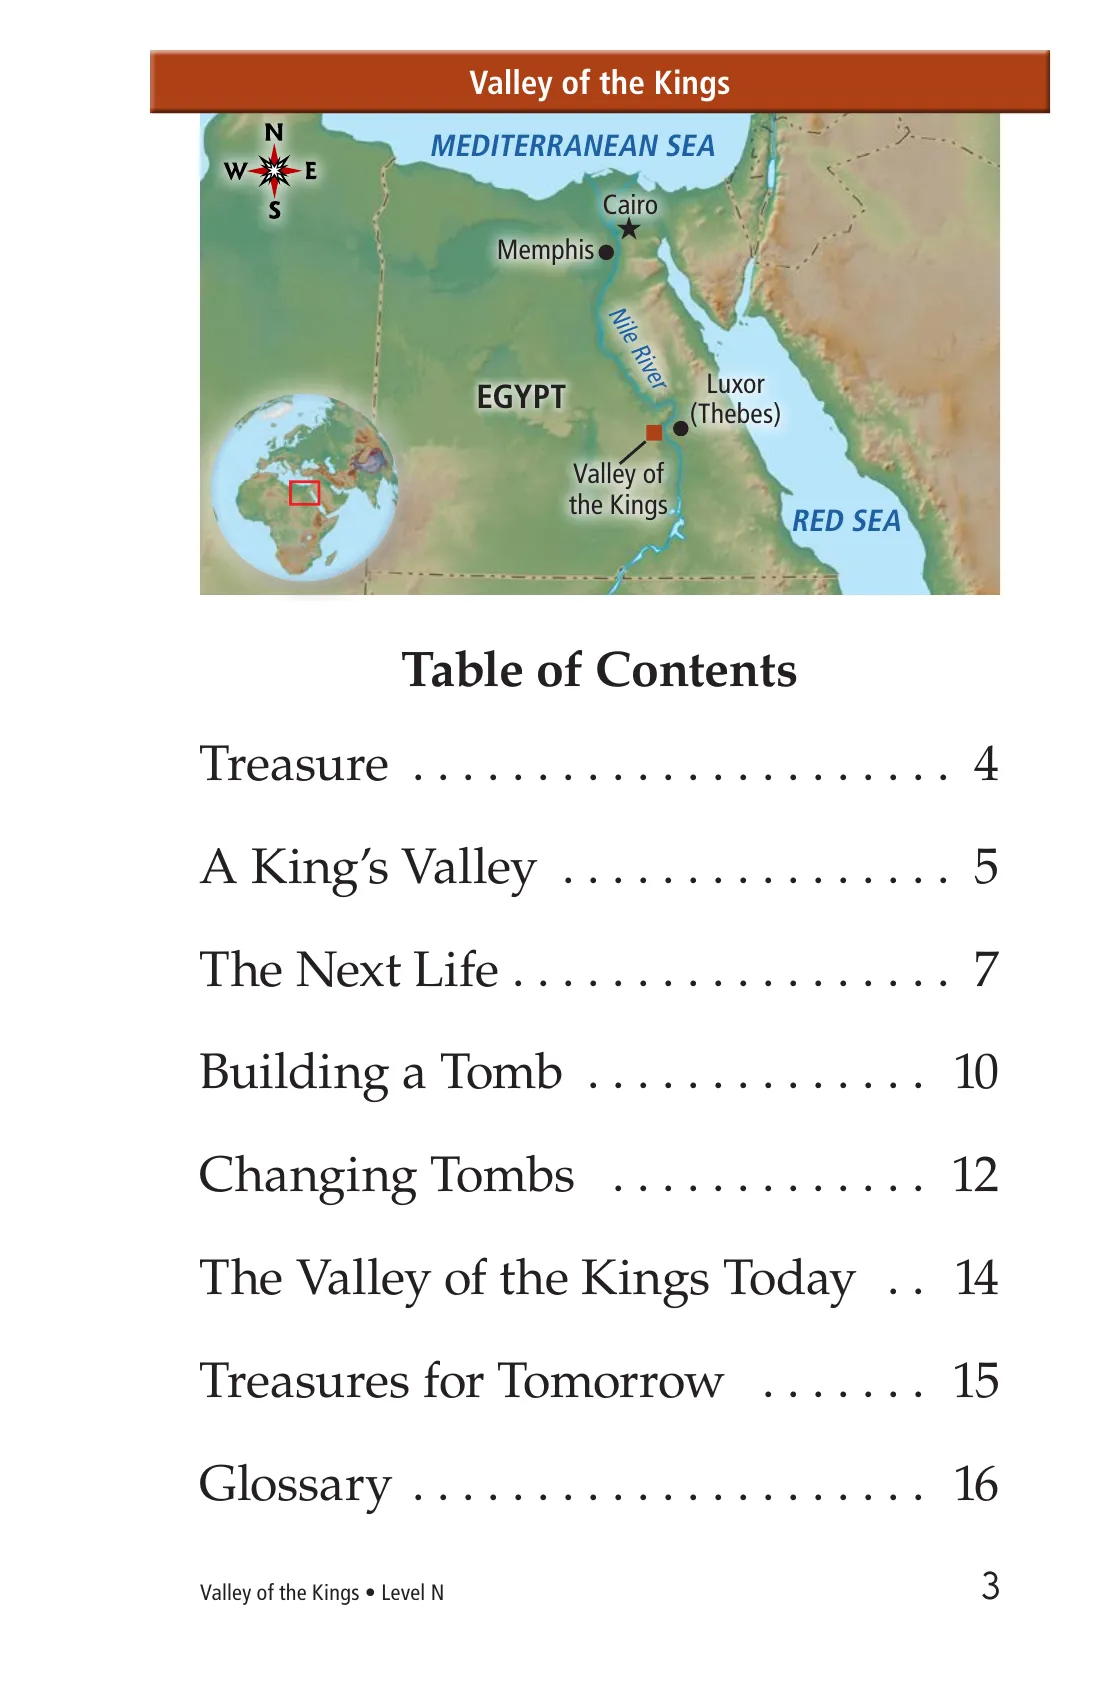 Valley of the Kings
N
W E
S
MEDITERRANEAN SEA
Cairo
Memphis
Nile River
EGYPT
Luxor
(Thebes)
Valley of
the Kings
RED SEA
Table of Contents
Treasure . . . . . . . . . . . . . . . . . . . . . . 4
A King’s Valley . . . . . . . . . . . . . . . . 5
The Next Life . . . . . . . . . . . . . . . . . . 7
Building a Tomb . . . . . . . . . . . . . . 10
Changing Tombs . . . . . . . . . . . . . 12
The Valley of the Kings Today . . 14
Treasures for Tomorrow . . . . . . . 15
Glossary . . . . . . . . . . . . . . . . . . . . . 16
Valley of the Kings • Level N 3